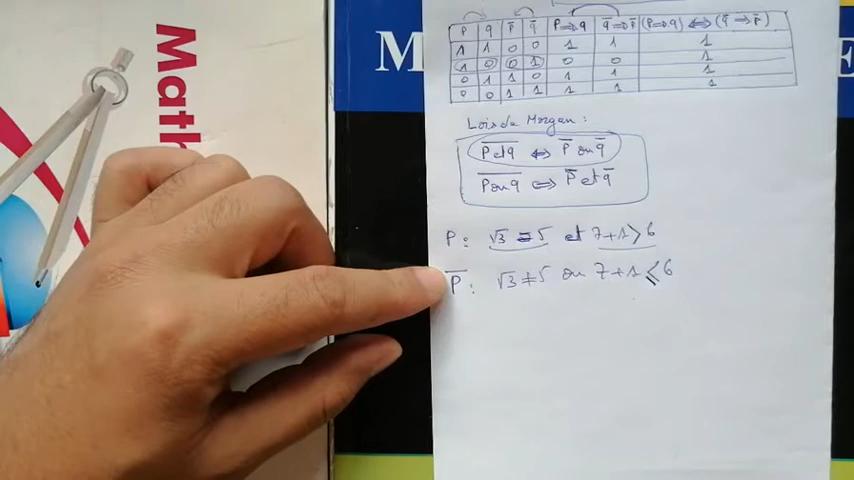 Math
M
P q P̅ q̅ P⇒q q̅⇒P̅ (P⇒q)⇔(q̅⇒P̅)
1 1 0 0 1 1 1
1 0 0 1 0 0 1
0 1 1 0 1 1 1
0 0 1 1 1 1 1
Lois de Morgan :
P et q̅ ⇔ P̅ ou q̅
P ou q̅ ⇔ P̅ et q̅
P : √3 = 5 et 7+1 > 6
P̅ : √3 ≠ 5 ou 7+1 ⩽ 6